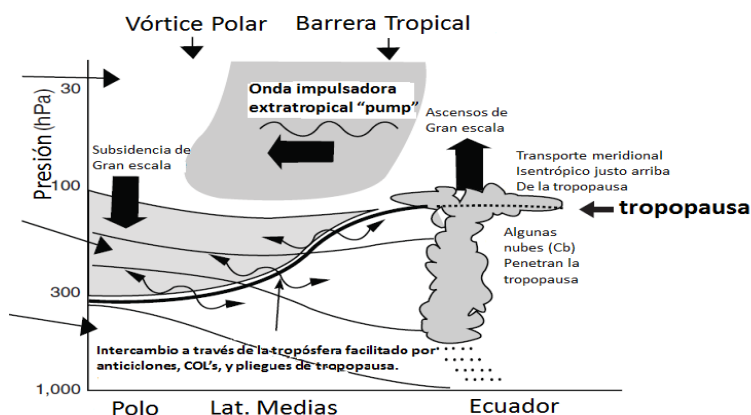 Vórtice Polar
Barrera Tropical
Presión (hPa)
30
100
300
1,000
Onda impulsadora
extratropical “pump”
Subsidencia de
Gran escala
Ascensos de
Gran escala
Transporte meridional
Isentrópico justo arriba
De la tropopausa
tropopausa
Algunas
nubes (Cb)
Penetran la
tropopausa
Intercambio a través de la tropósfera facilitado por
anticiclones, COL’s, y pliegues de tropopausa.
Polo
Lat. Medias
Ecuador